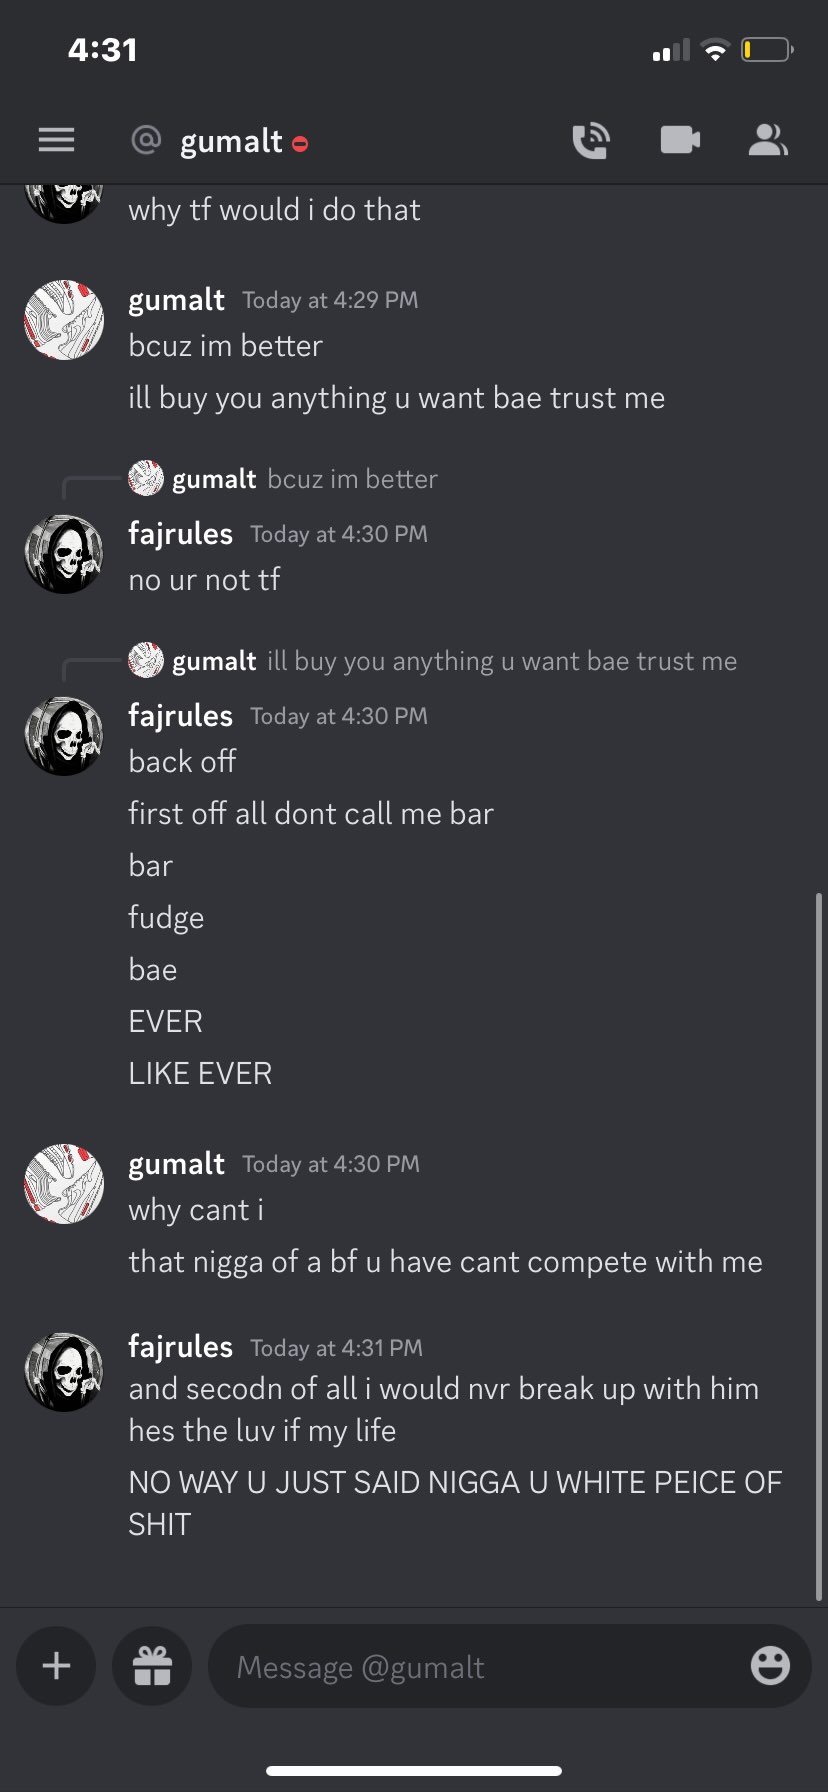 4:31
@ gumalt
why tf would i do that
gumalt Today at 4:29 PM
bcuz im better
ill buy you anything u want bae trust me
gumalt bcuz im better
fajrules Today at 4:30 PM
no ur not tf
gumalt ill buy you anything u want bae trust me
fajrules Today at 4:30 PM
back off
first off all dont call me bar
bar
fudge
bae
EVER
LIKE EVER
gumalt Today at 4:30 PM
why cant i
that nigga of a bf u have cant compete with me
fajrules Today at 4:31 PM
and secodn of all i would nvr break up with him
hes the luv if my life
NO WAY U JUST SAID NIGGA U WHITE PEICE OF
SHIT
Message @gumalt